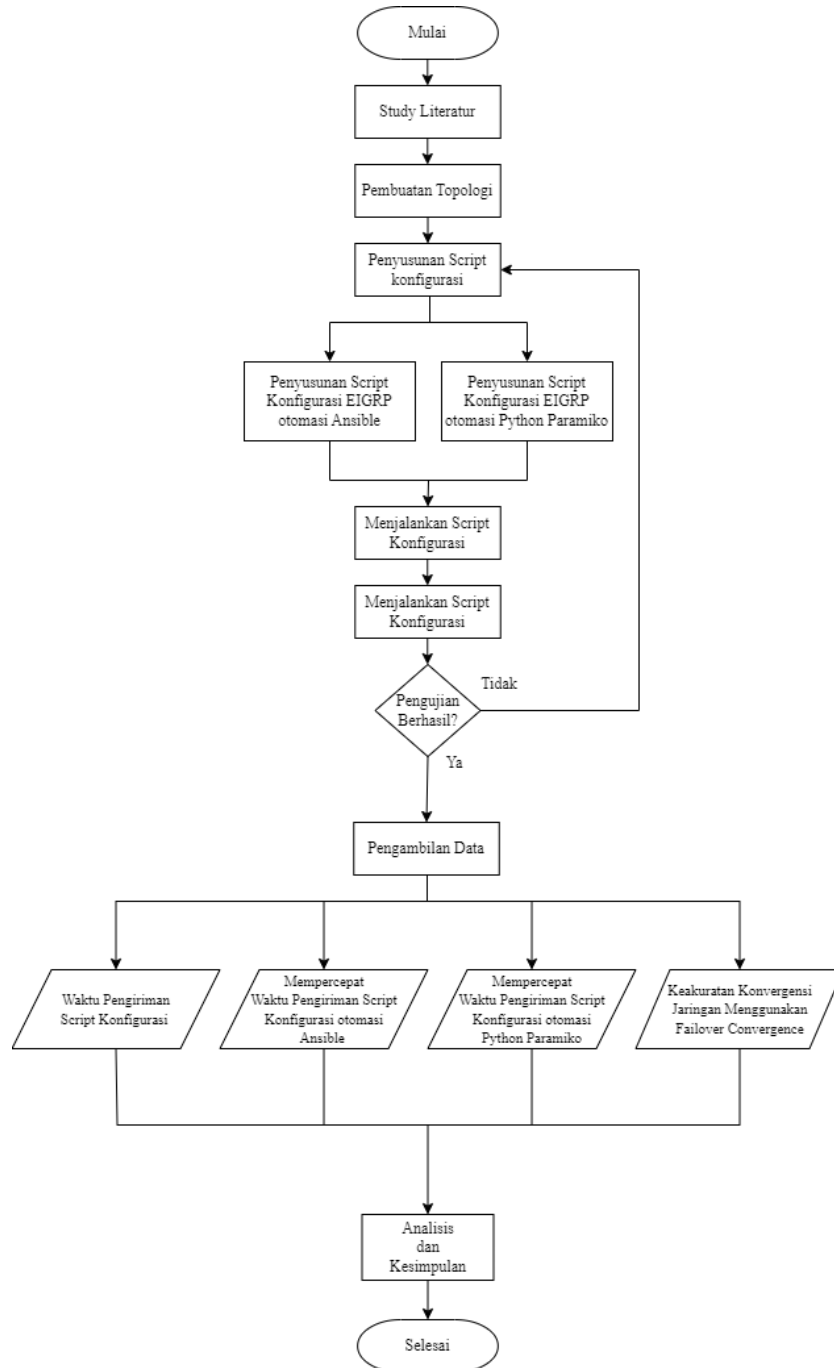 Mulai
Study Literatur
Pembuatan Topologi
Penyusunan Script
konfigurasi
Penyusunan Script
Konfigurasi EIGRP
otomasi Ansible
Penyusunan Script
Konfigurasi EIGRP
otomasi Python Paramiko
Menjalankan Script
Konfigurasi
Menjalankan Script
Konfigurasi
Pengujian
Berhasil?
Tidak
Ya
Pengambilan Data
Waktu Pengiriman
Script Konfigurasi
Mempercepat
Waktu Pengiriman Script
Konfigurasi otomasi
Ansible
Mempercepat
Waktu Pengiriman Script
Konfigurasi otomasi
Python Paramiko
Keakuratan Konvergensi
Jaringan Menggunakan
Failover Convergence
Analisis
dan
Kesimpulan
Selesai